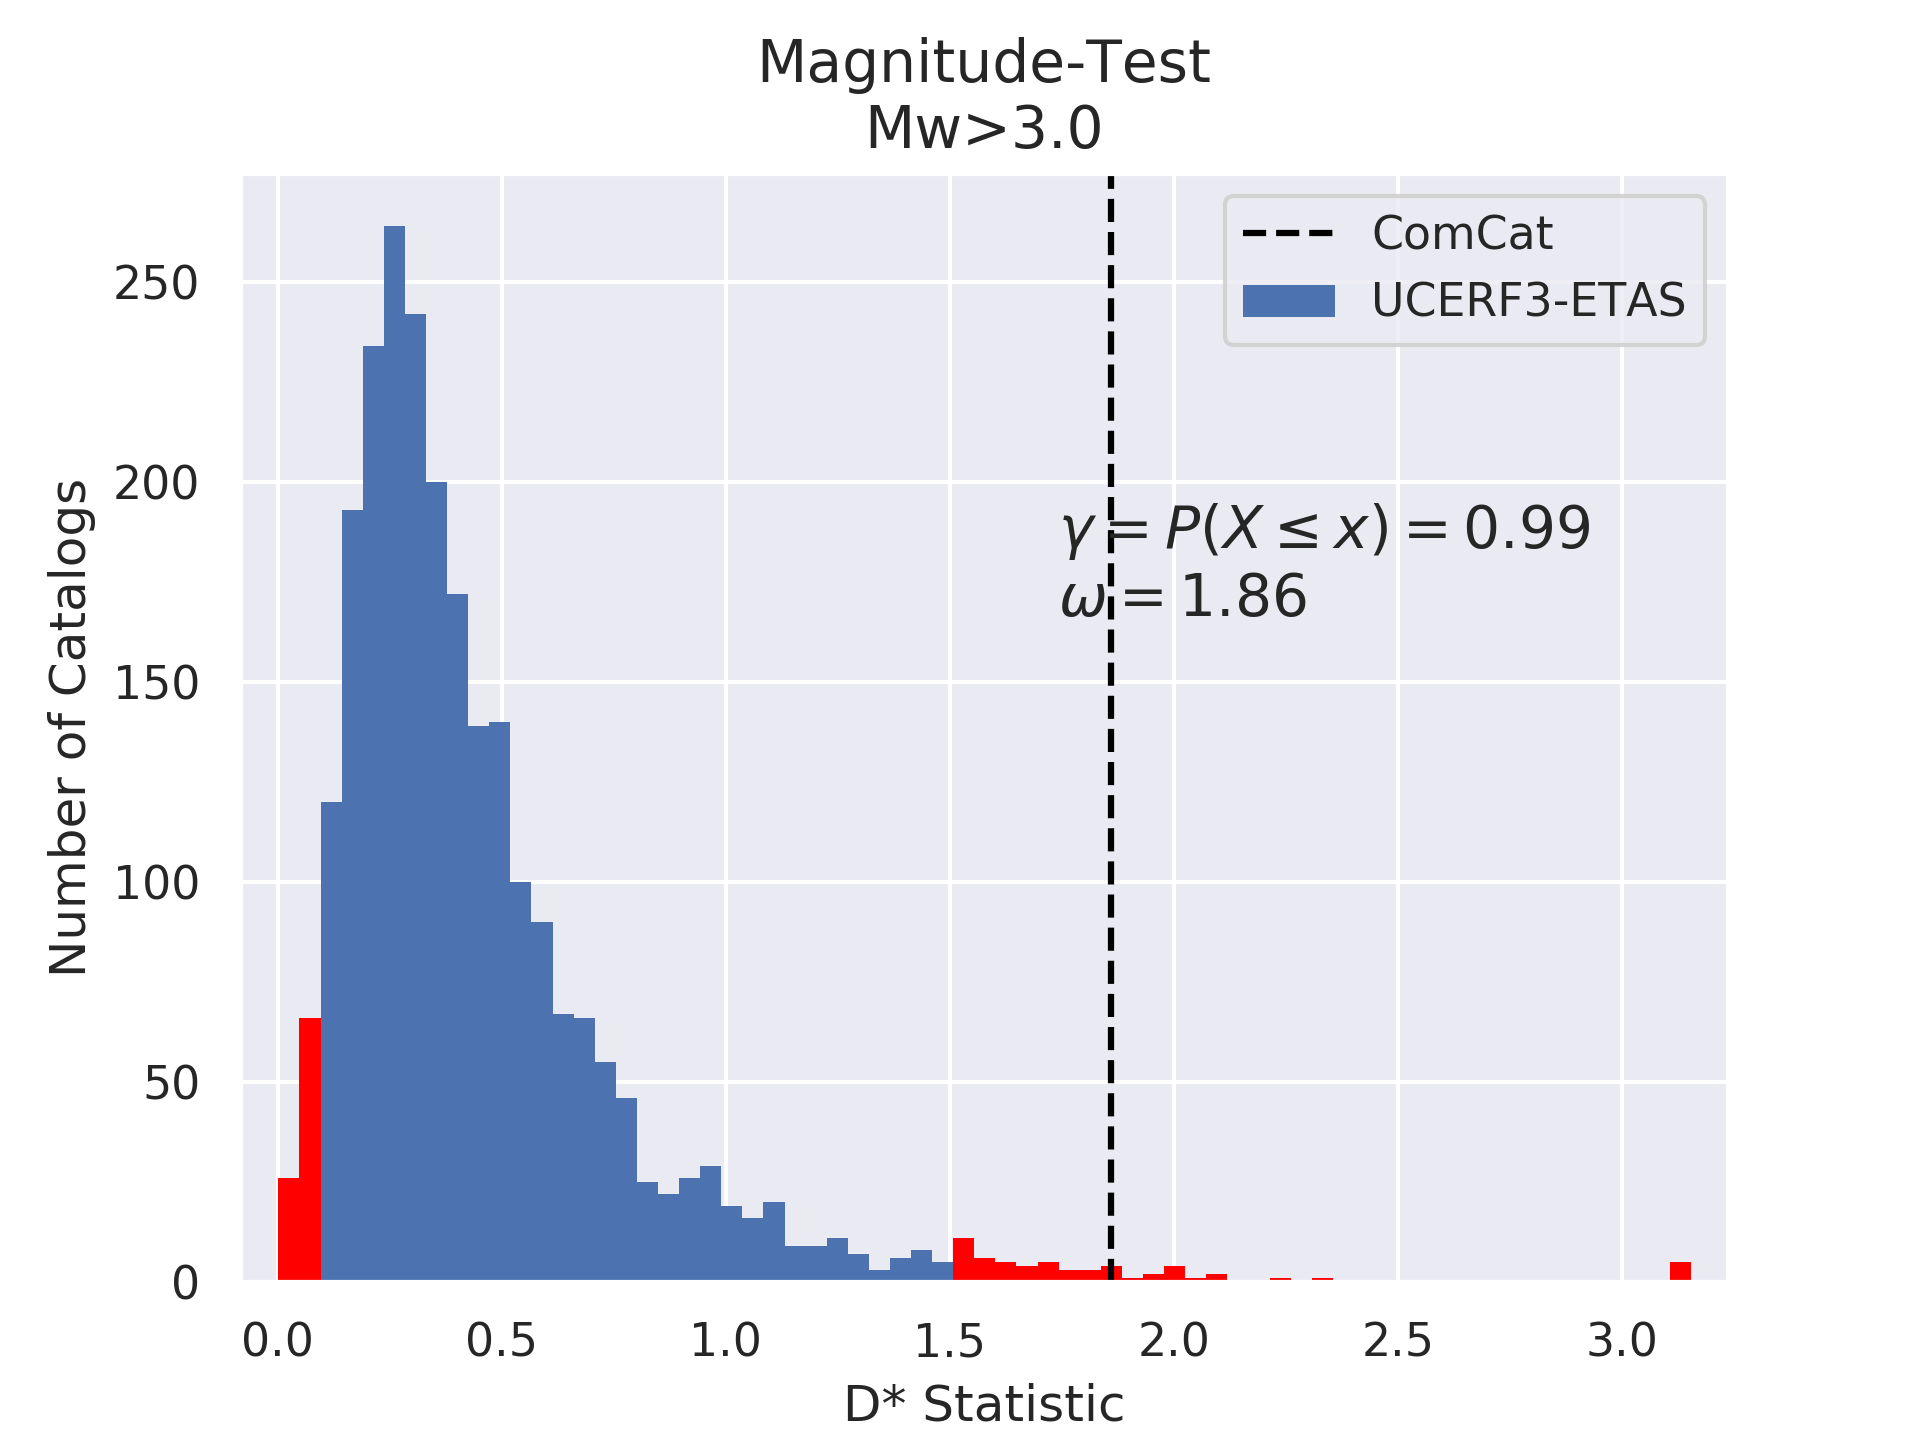 Magnitude-Test
Mw>3.0
ComCat
UCERF3-ETAS
γ = P(X ≤ x) = 0.99
ω = 1.86
Number of Catalogs
250
200
150
100
50
0
0.0 0.5 1.0 1.5 2.0 2.5 3.0
D* Statistic